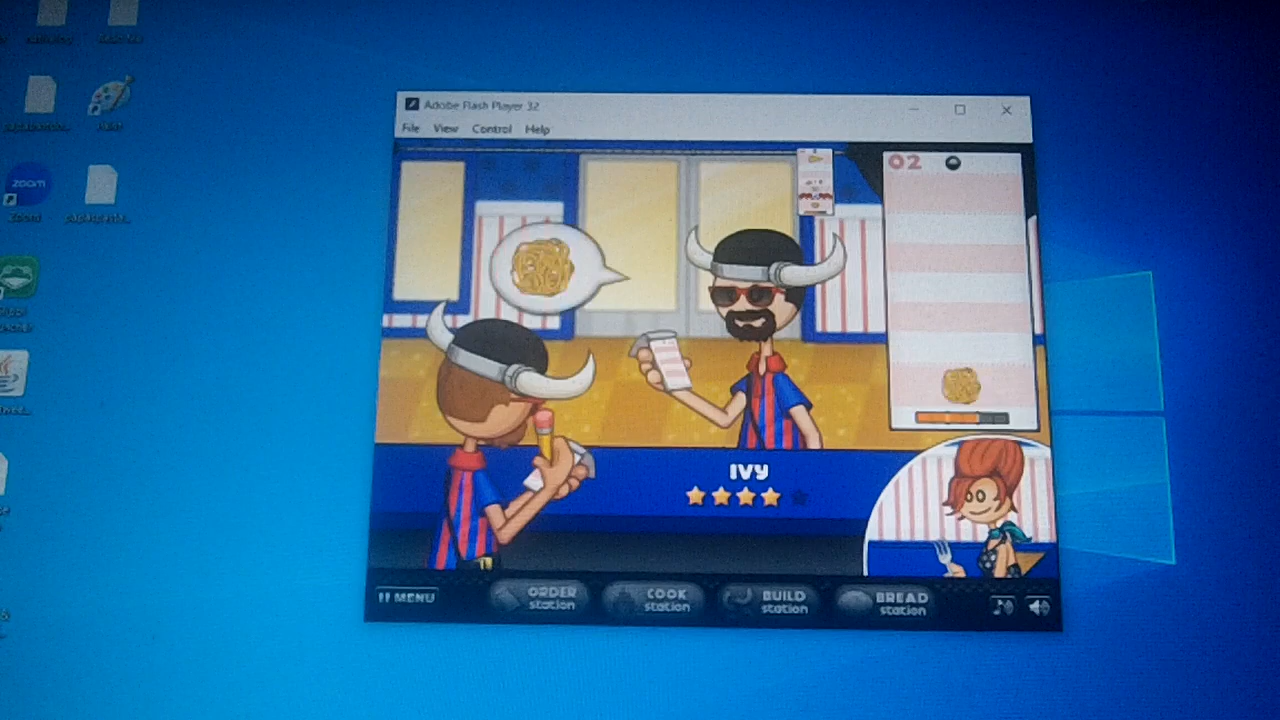 Adobe Flash Player 32
File View Control Help
02
zoom
Zoom
IVY
MENU
ORDER station
COOK station
BUILD station
BREAD station